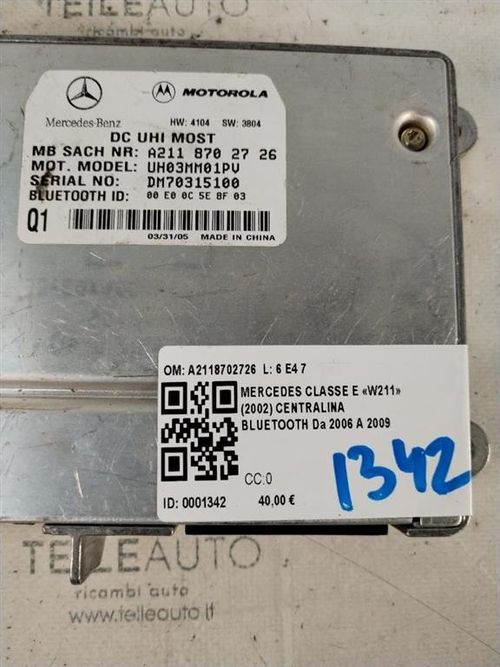 TEILEAUTO
ricambi auto
Mercedes-Benz
MOTOROLA
HW: 4104 SW: 3804
DC UHI MOST
MB SACH NR: A211 870 27 26
MOT. MODEL: UH03MM01PV
SERIAL NO: DM70315100
BLUETOOTH ID: 00 E0 0C 5E 8F 03
Q1
03/31/05 MADE IN CHINA
OM: A2118702726 L: 6 E4 7
MERCEDES CLASSE E «W211»
(2002) CENTRALINA
BLUETOOTH Da 2006 A 2009
CC:0
1342
ID: 0001342 40,00 €
TEILEAUTO
ricambi auto
www.teileauto.it